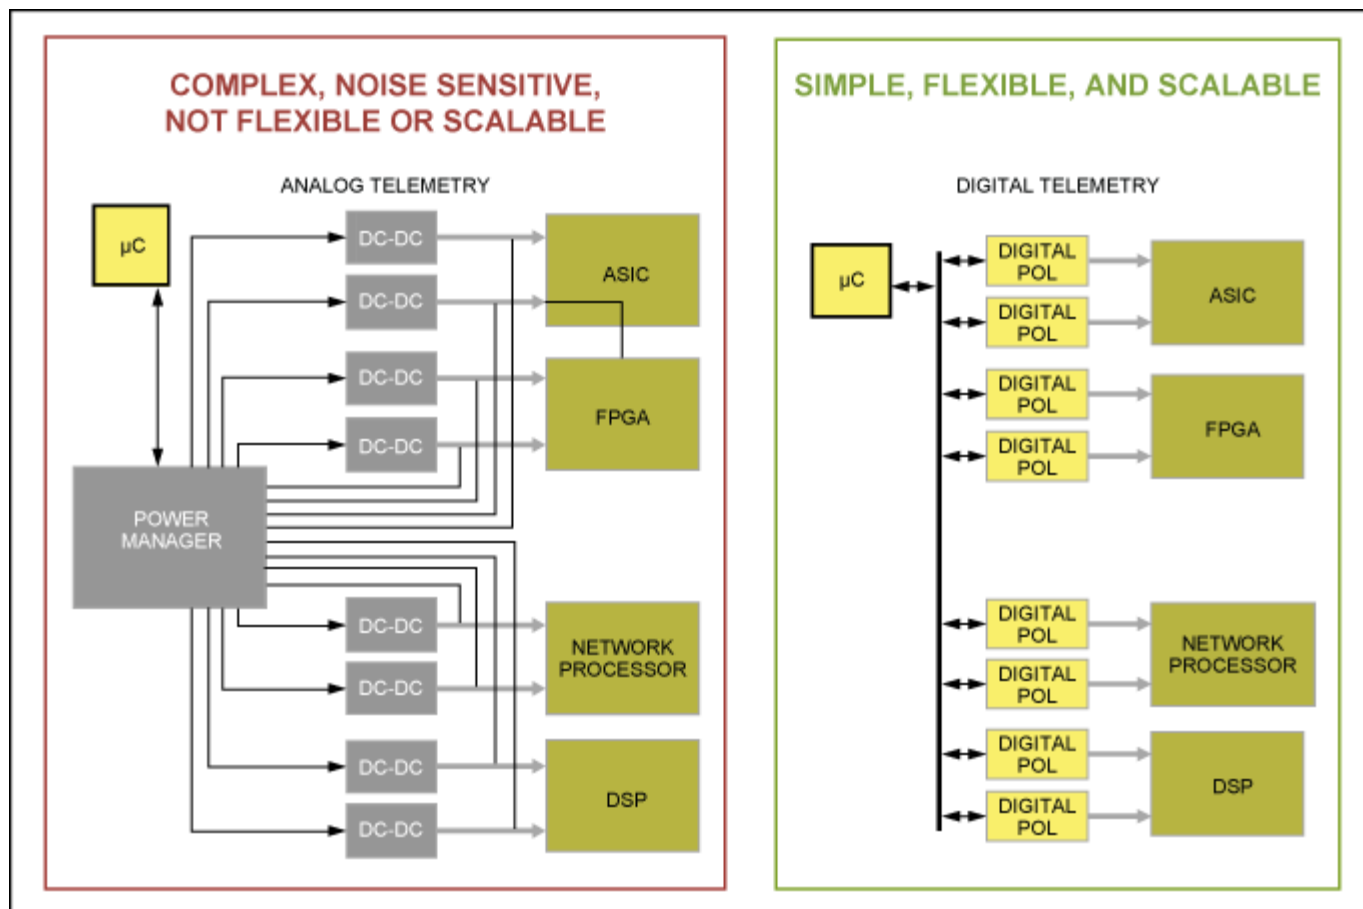 COMPLEX, NOISE SENSITIVE,
NOT FLEXIBLE OR SCALABLE
ANALOG TELEMETRY
µC
DC-DC
DC-DC
ASIC
DC-DC
DC-DC
FPGA
POWER
MANAGER
DC-DC
DC-DC
NETWORK
PROCESSOR
DC-DC
DC-DC
DSP
SIMPLE, FLEXIBLE, AND SCALABLE
DIGITAL TELEMETRY
µC
DIGITAL
POL
DIGITAL
POL
ASIC
DIGITAL
POL
DIGITAL
POL
FPGA
DIGITAL
POL
DIGITAL
POL
NETWORK
PROCESSOR
DIGITAL
POL
DIGITAL
POL
DSP